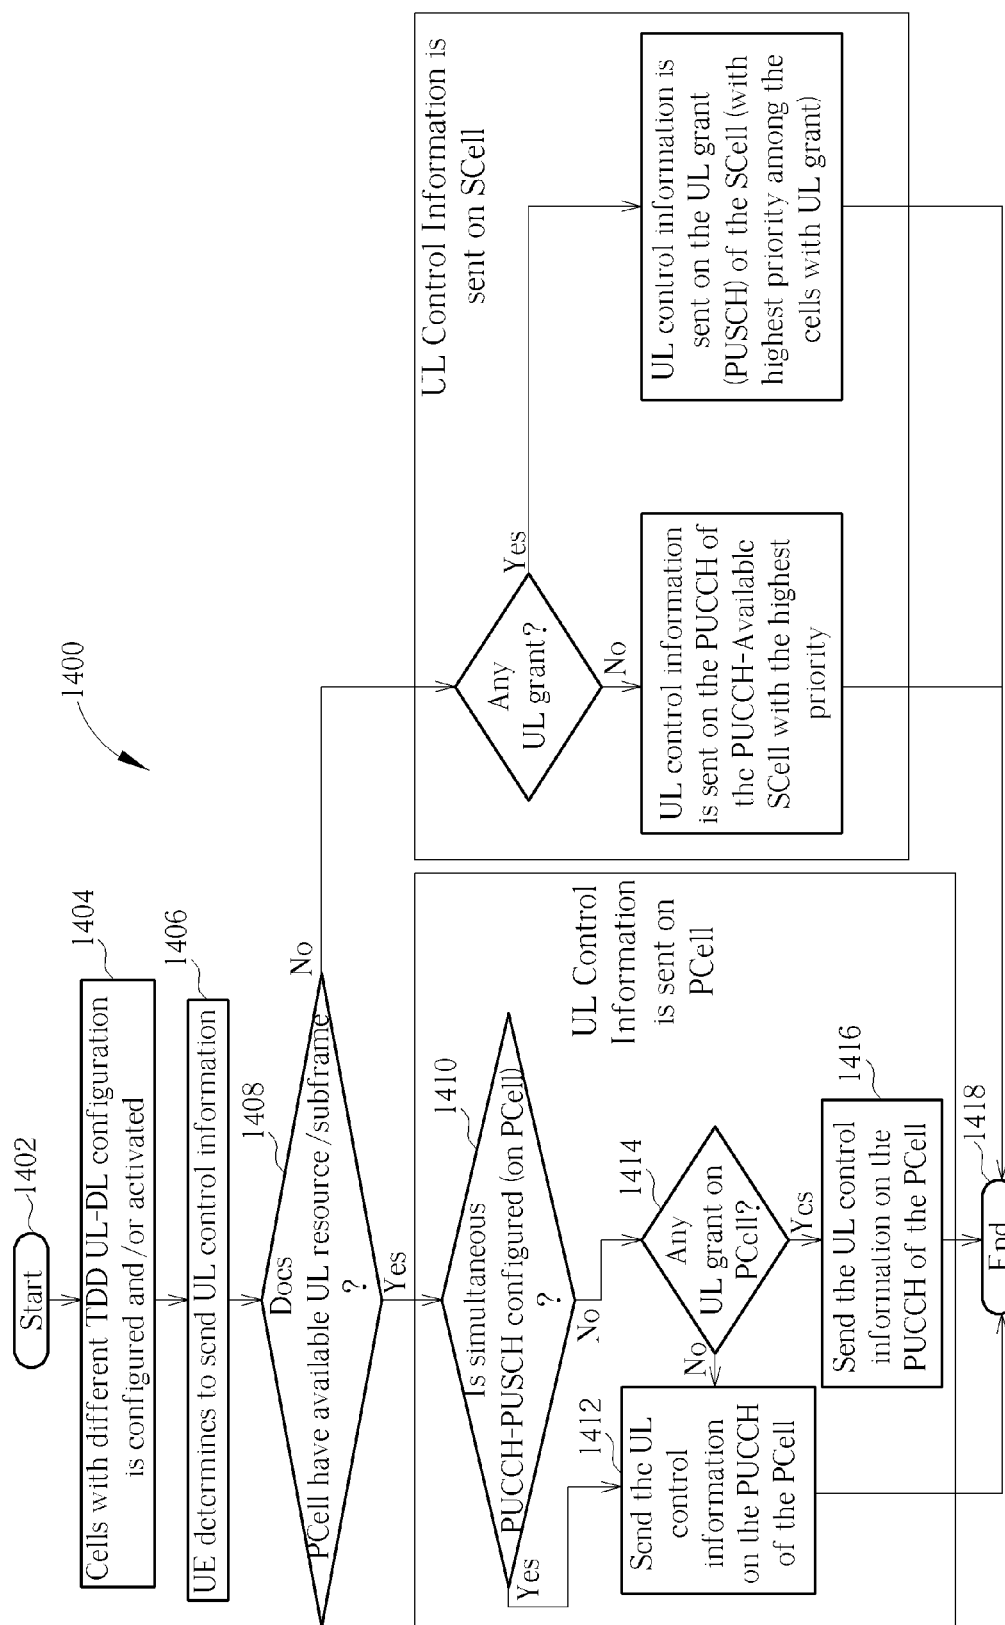 1400
Start
1402
Cells with different TDD UL-DL configuration
is configured and/or activated
1404
UE determines to send UL control information
1406
Does
PCell have available UL resource/subframe
?
1408
No
Yes
UL Control Information is
sent on SCell
Any
UL grant?
Yes
No
UL control information is
sent on the UL grant
(PUSCH) of the SCell (with
highest priority among the
cells with UL grant)
UL control information
is sent on the PUCCH of
the PUCCH-Available
SCell with the highest
priority
Is simultaneous
PUCCH-PUSCH configured (on PCell)
?
1410
UL Control
Information
is sent on
PCell
Yes
No
Any
UL grant on
PCell?
1414
No
Yes
1412
Send the UL
control
information
on the PUCCH
of the PCell
1416
Send the UL control
information on the
PUCCH of the PCell
1418
End